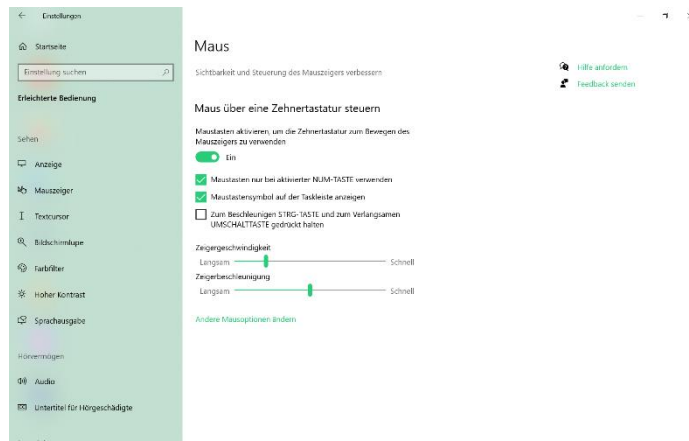 Einstellungen
Startseite
Einstellung suchen
Erleichterte Bedienung
Sehen
Anzeige
Mauszeiger
Textcursor
Bildschirmlupe
Farbfilter
Hoher Kontrast
Sprachausgabe
Hörvermögen
Audio
Untertitel für Hörgeschädigte
Maus
Sichtbarkeit und Steuerung des Mauszeigers verbessern
Maus über eine Zehnertastatur steuern
Maustasten aktivieren, um die Zehnertastatur zum Bewegen des
Mauszeigers zu verwenden
Ein
Maustasten nur bei aktivierter NUM-TASTE verwenden
Maustastensymbol auf der Taskleiste anzeigen
Zum Beschleunigen STRG-TASTE und zum Verlangsamen
UMSCHALTTASTE gedrückt halten
Zeigergeschwindigkeit
Langsam Schnell
Zeigerbeschleunigung
Langsam Schnell
Andere Mausoptionen ändern
Hilfe anfordern
Feedback senden